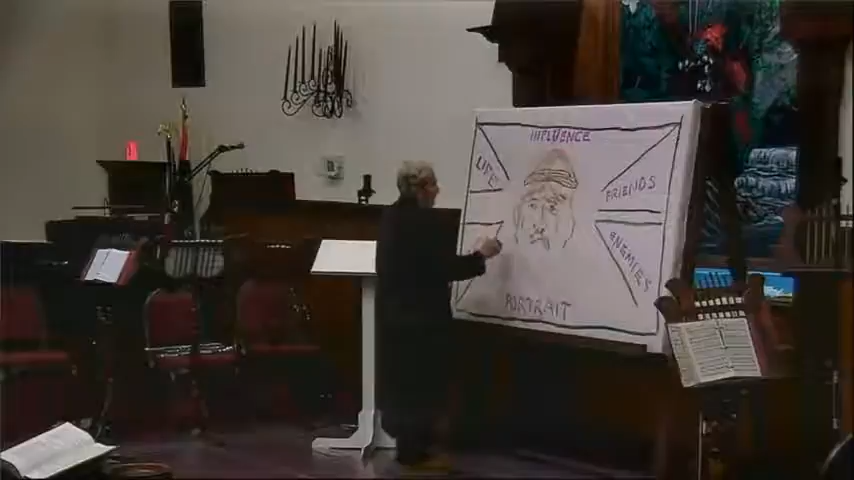 INFLUENCE
LIFE
FRIENDS
ENEMIES
PORTRAIT